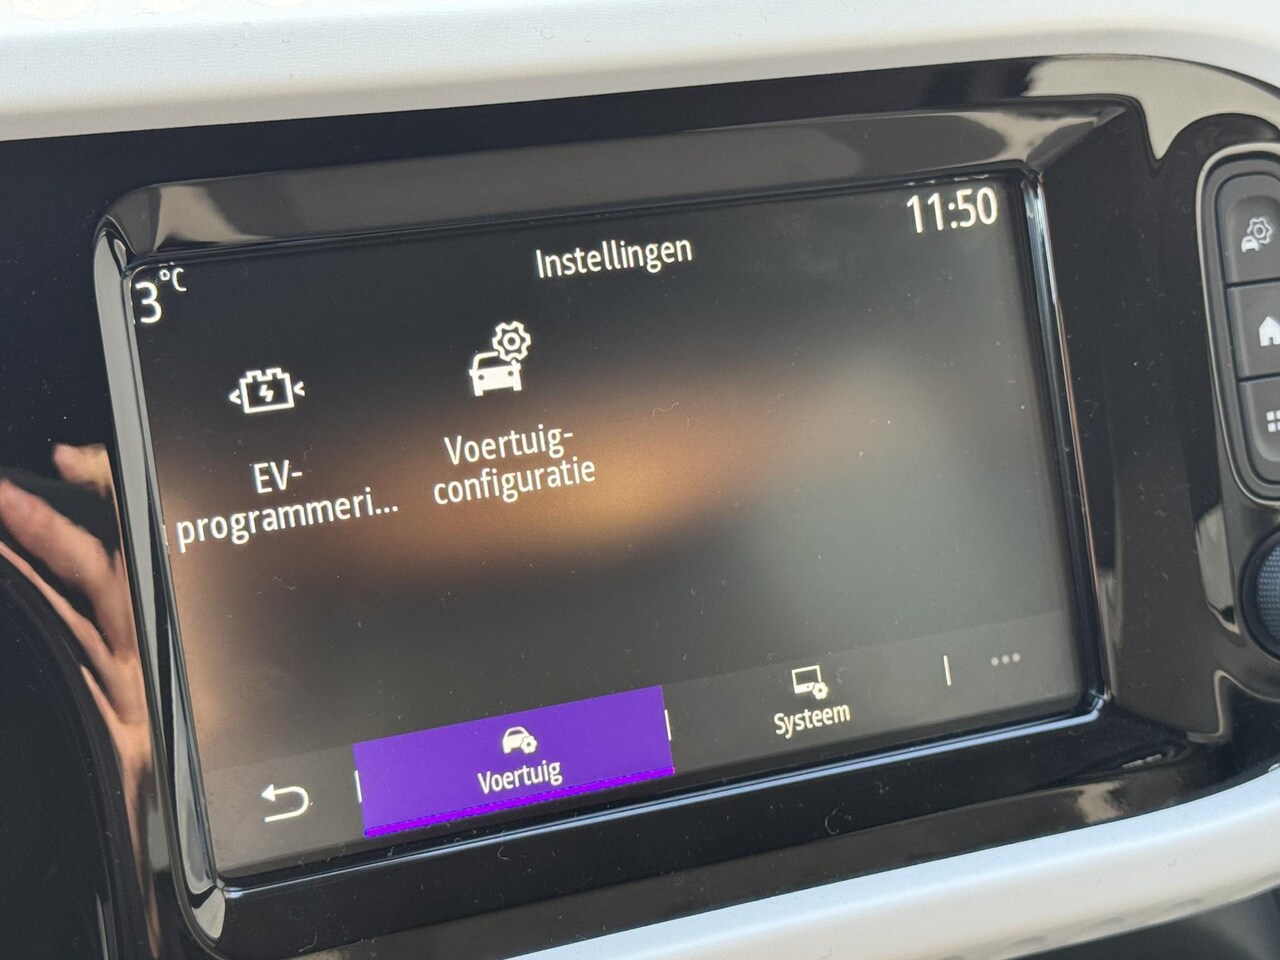 11:50
Instellingen
3°C
EV-
programmeri...
Voertuig-
configuratie
Voertuig
Systeem